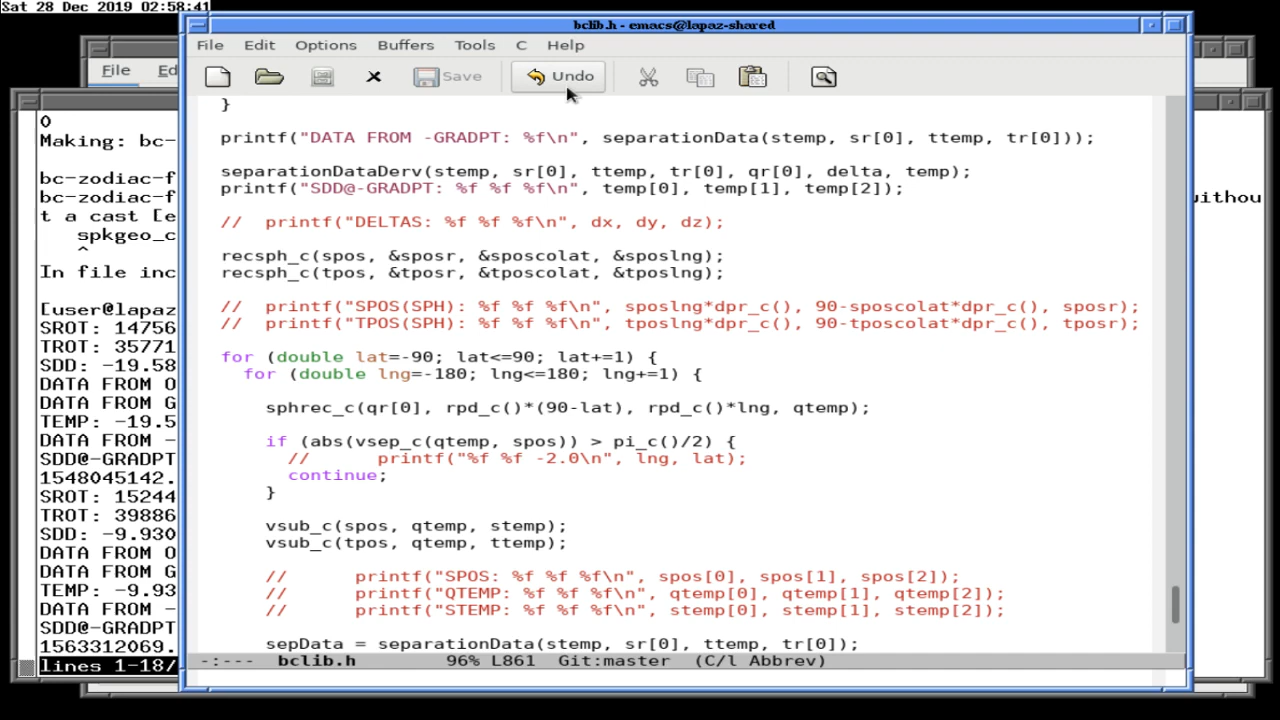 Sat 28 Dec 2019 02:58:41
bclib.h - emacs@lapaz-shared
File Edit Options Buffers Tools C Help
Save Undo
File Ed
0
Making: bc-
bc-zodiac-f
bc-zodiac-f
t a cast [e
spkgeo_c
^
In file inc
[user@lapaz
SROT: 14756
TROT: 35771
SDD: -19.58
DATA FROM O
DATA FROM G
TEMP: -19.5
DATA FROM -
SDD@-GRADPT
1548045142.
SROT: 15244
TROT: 39886
SDD: -9.930
DATA FROM O
DATA FROM G
TEMP: -9.93
DATA FROM -
SDD@-GRADPT
1563312069.
lines 1-18/
withou
}
printf("DATA FROM -GRADPT: %f\n", separationData(stemp, sr[0], ttemp, tr[0]));
separationDataDerv(stemp, sr[0], ttemp, tr[0], qr[0], delta, temp);
printf("SDD@-GRADPT: %f %f %f\n", temp[0], temp[1], temp[2]);
//  printf("DELTAS: %f %f %f\n", dx, dy, dz);
recsph_c(spos, &sposr, &sposcolat, &sposlng);
recsph_c(tpos, &tposr, &tposcolat, &tposlng);
//  printf("SPOS(SPH): %f %f %f\n", sposlng*dpr_c(), 90-sposcolat*dpr_c(), sposr);
//  printf("TPOS(SPH): %f %f %f\n", tposlng*dpr_c(), 90-tposcolat*dpr_c(), tposr);
for (double lat=-90; lat<=90; lat+=1) {
for (double lng=-180; lng<=180; lng+=1) {
sphrec_c(qr[0], rpd_c()*(90-lat), rpd_c()*lng, qtemp);
if (abs(vsep_c(qtemp, spos)) > pi_c()/2) {
//      printf("%f %f -2.0\n", lng, lat);
continue;
}
vsub_c(spos, qtemp, stemp);
vsub_c(tpos, qtemp, ttemp);
//      printf("SPOS: %f %f %f\n", spos[0], spos[1], spos[2]);
//      printf("QTEMP: %f %f %f\n", qtemp[0], qtemp[1], qtemp[2]);
//      printf("STEMP: %f %f %f\n", stemp[0], stemp[1], stemp[2]);
sepData = separationData(stemp, sr[0], ttemp, tr[0]);
-:--- bclib.h 96% L861 Git:master (C/l Abbrev)